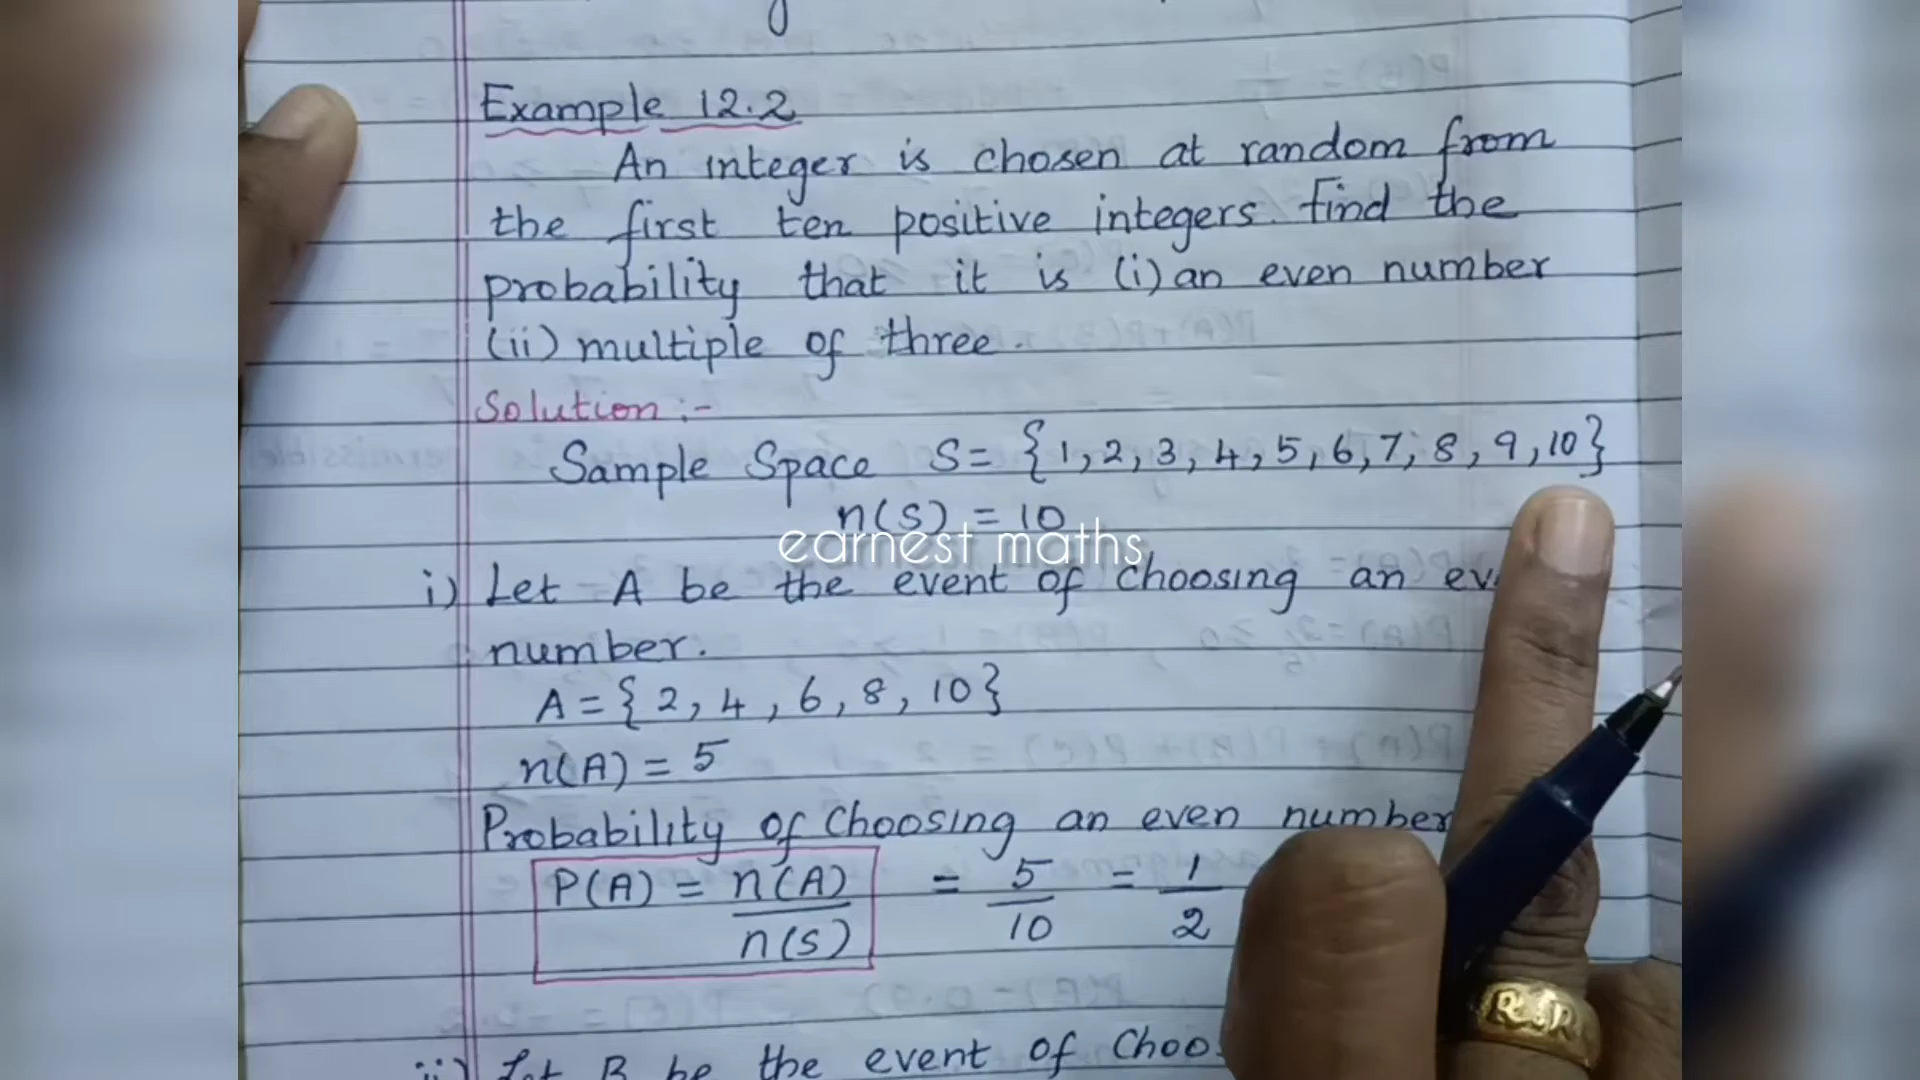 Example 12.2
An integer is chosen at random from
the first ten positive integers. find the
probability that it is (i) an even number
(ii) multiple of three.
Solution :-
Sample Space S = {1, 2, 3, 4, 5, 6, 7, 8, 9, 10}
n(S) = 10
earnest maths
i) Let A be the event of choosing an
number.
A = { 2, 4, 6, 8, 10}
n(A) = 5
Probability of Choosing an even number
P(A) = n(A)/n(S) = 5/10 = 1/2
ii) Let B be the event of